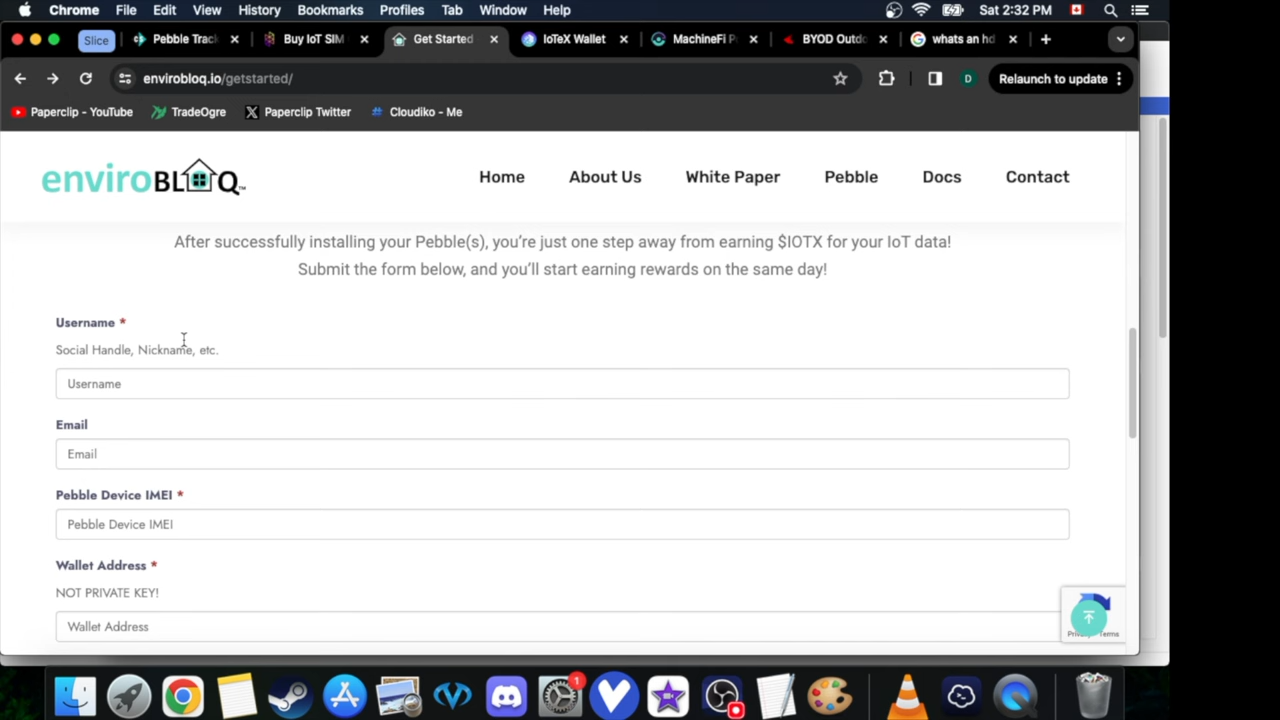 Chrome File Edit View History Bookmarks Profiles Tab Window Help Sat 2:32 PM
Slice Pebble Trac Buy IoT SIM Get Started IoTeX Wallet MachineFi P BYOD Outdo whats an hd
envirobloq.io/getstarted/ D Relaunch to update
Paperclip - YouTube TradeOgre Paperclip Twitter Cloudiko - Me
enviroBLOQ™ Home About Us White Paper Pebble Docs Contact
After successfully installing your Pebble(s), you're just one step away from earning $IOTX for your IoT data!
Submit the form below, and you'll start earning rewards on the same day!
Username *
Social Handle, Nickname, etc.
Username
Email
Email
Pebble Device IMEI *
Pebble Device IMEI
Wallet Address *
NOT PRIVATE KEY!
Wallet Address
1